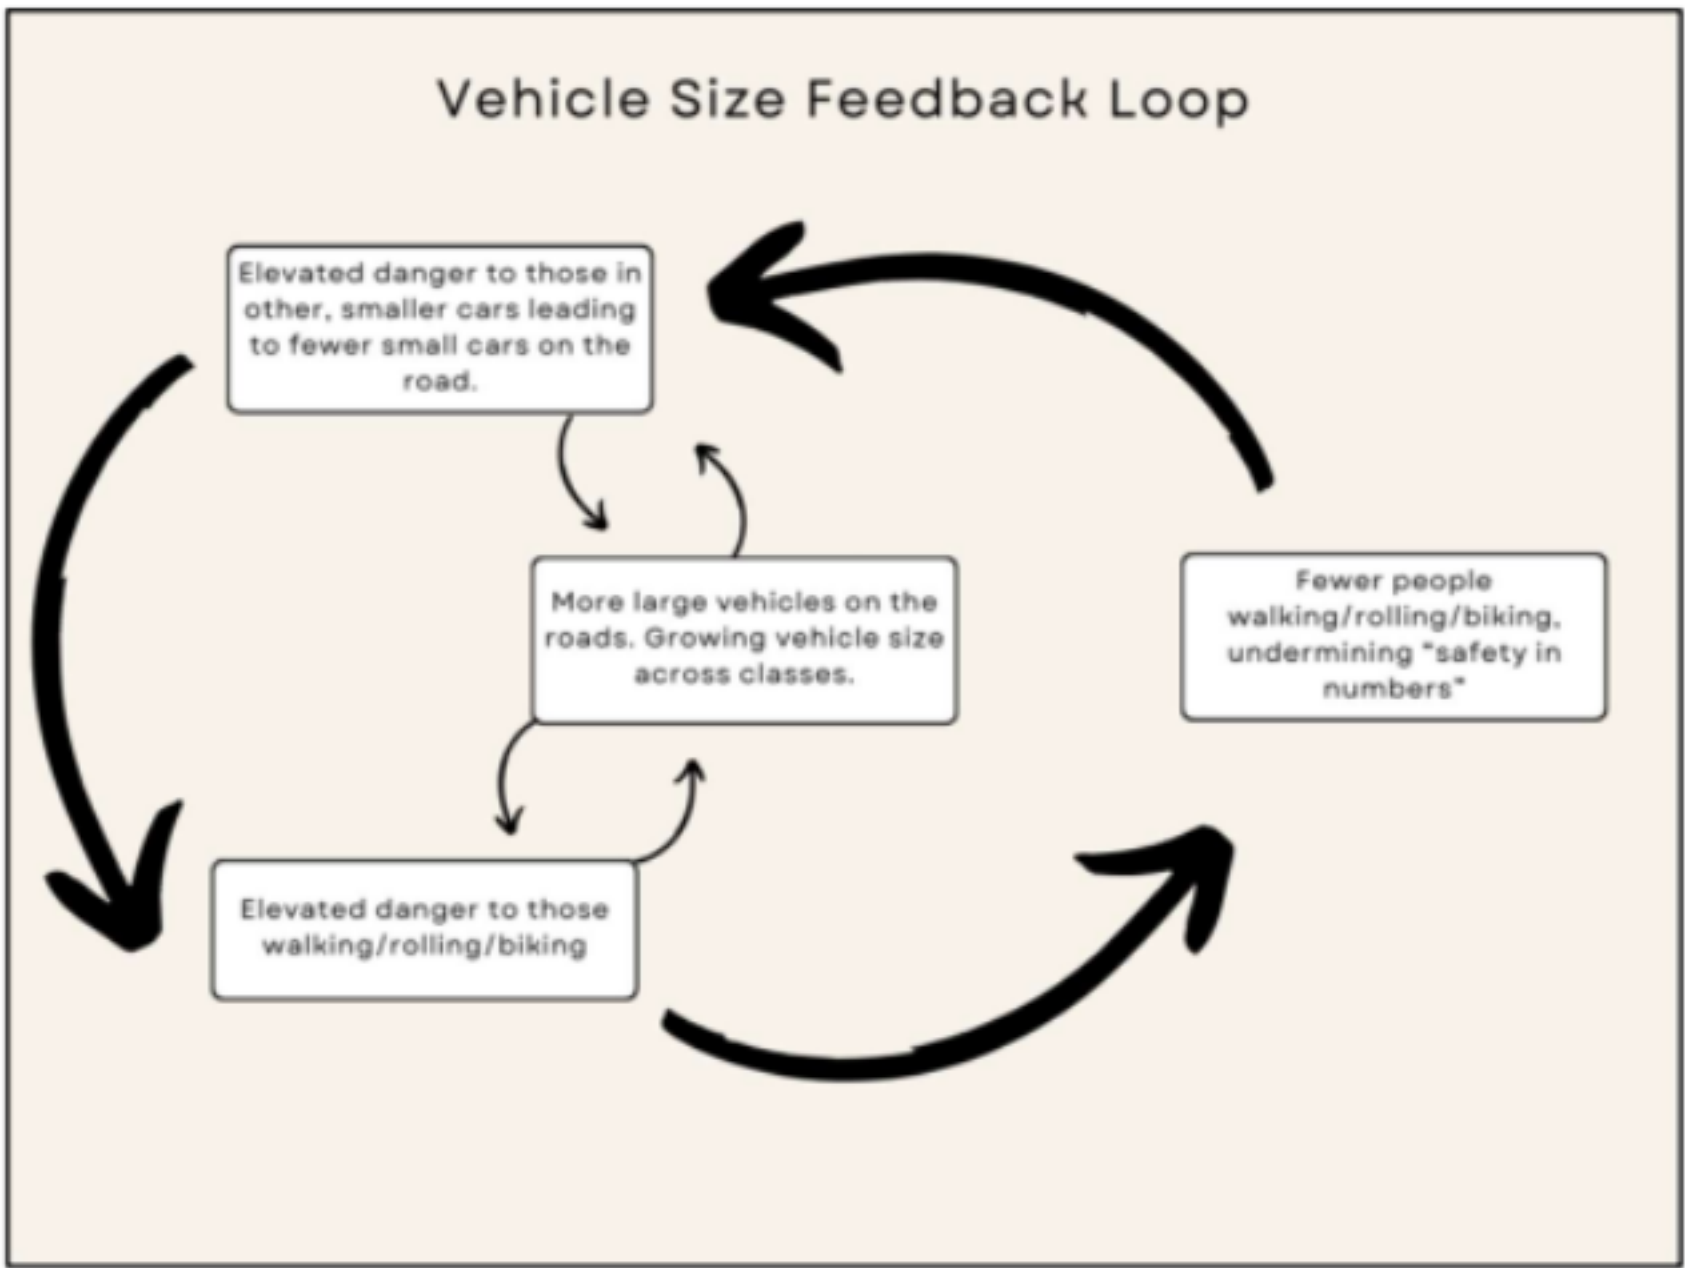 Vehicle Size Feedback Loop
Elevated danger to those in
other, smaller cars leading
to fewer small cars on the
road.
More large vehicles on the
roads. Growing vehicle size
across classes.
Fewer people
walking/rolling/biking,
undermining "safety in
numbers"
Elevated danger to those
walking/rolling/biking